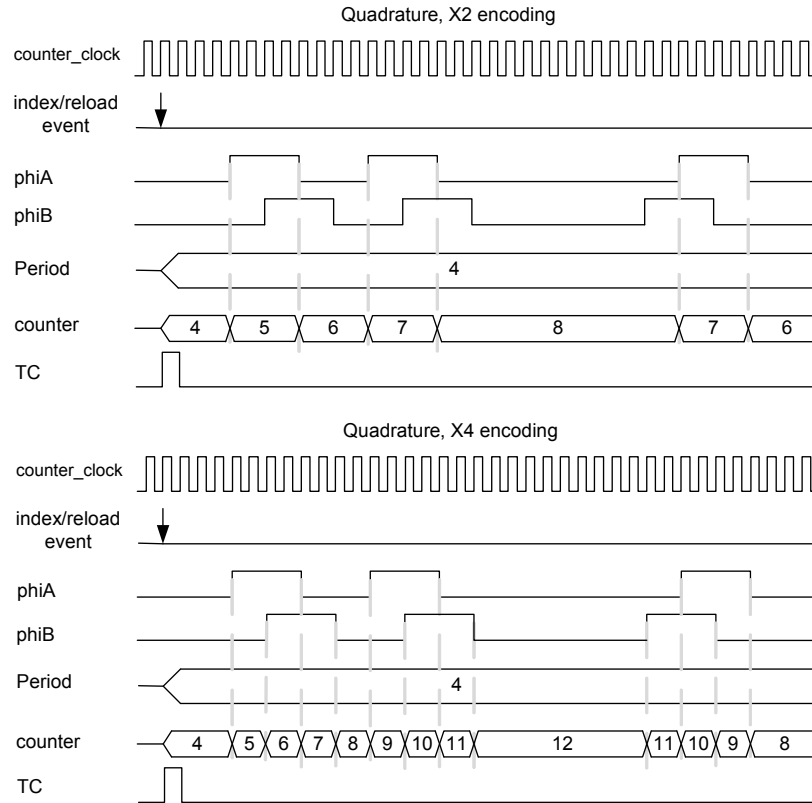 Quadrature, X2 encoding
counter_clock
index/reload
event
phiA
phiB
Period 4
counter 4 5 6 7 8 7 6
TC
Quadrature, X4 encoding
counter_clock
index/reload
event
phiA
phiB
Period 4
counter 4 5 6 7 8 9 10 11 12 11 10 9 8
TC